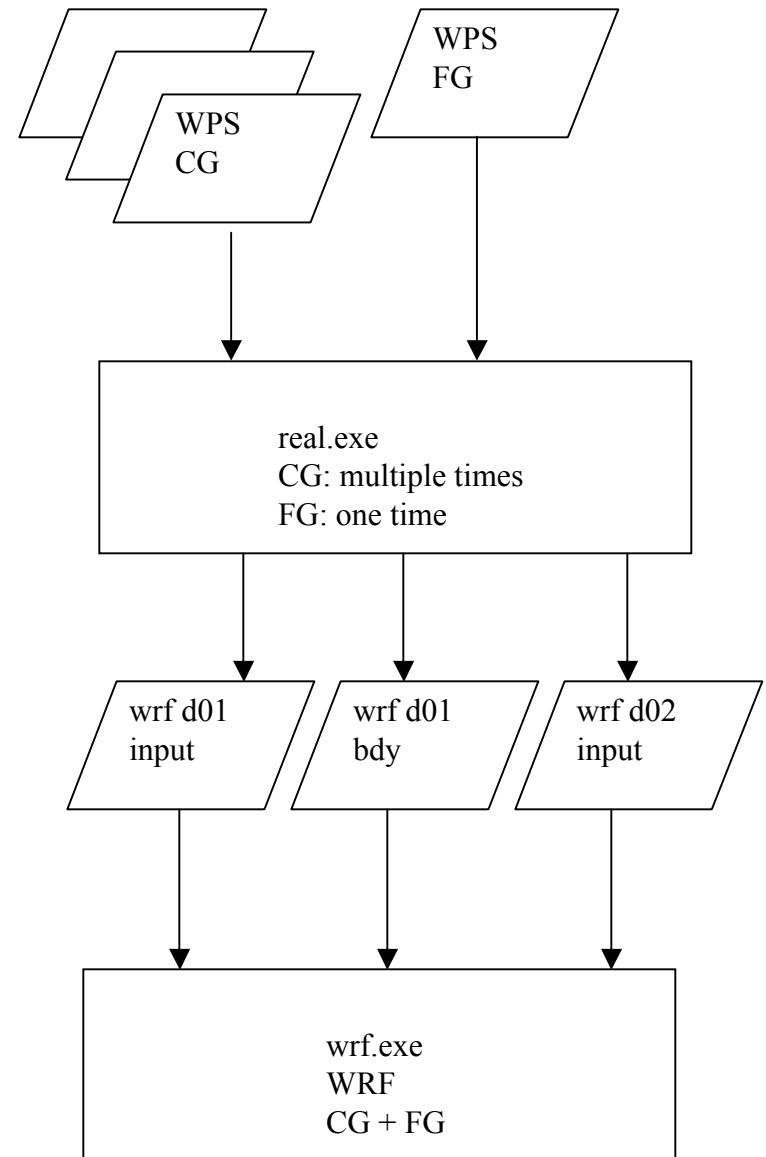 WPS
CG
WPS
FG
real.exe
CG: multiple times
FG: one time
wrf d01
input
wrf d01
bdy
wrf d02
input
wrf.exe
WRF
CG + FG